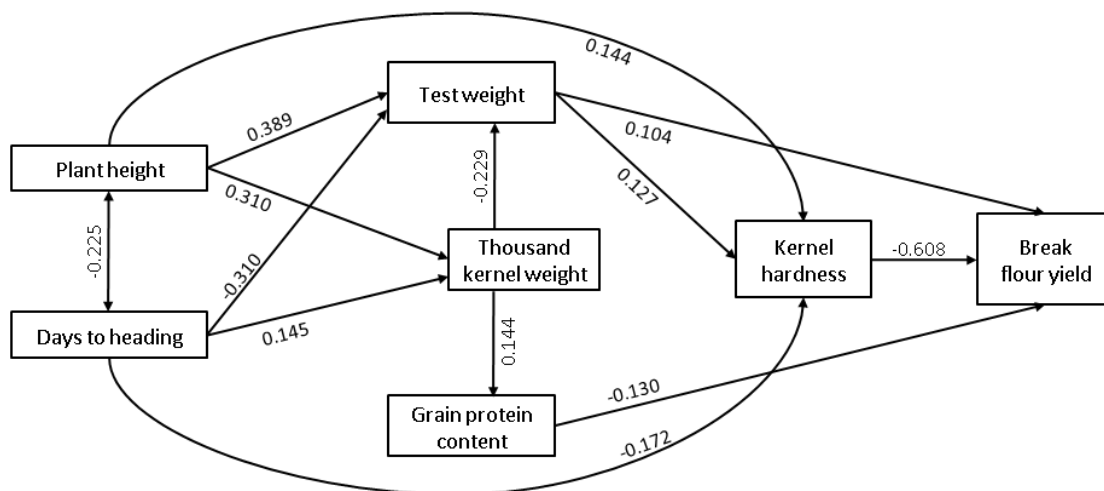 0.144
Test weight
0.389
0.104
Plant height
-0.229
0.127
0.310
-0.225
Thousand
kernel weight
Kernel
hardness
-0.608
Break
flour yield
-0.310
Days to heading
0.145
0.144
-0.130
Grain protein
content
-0.172